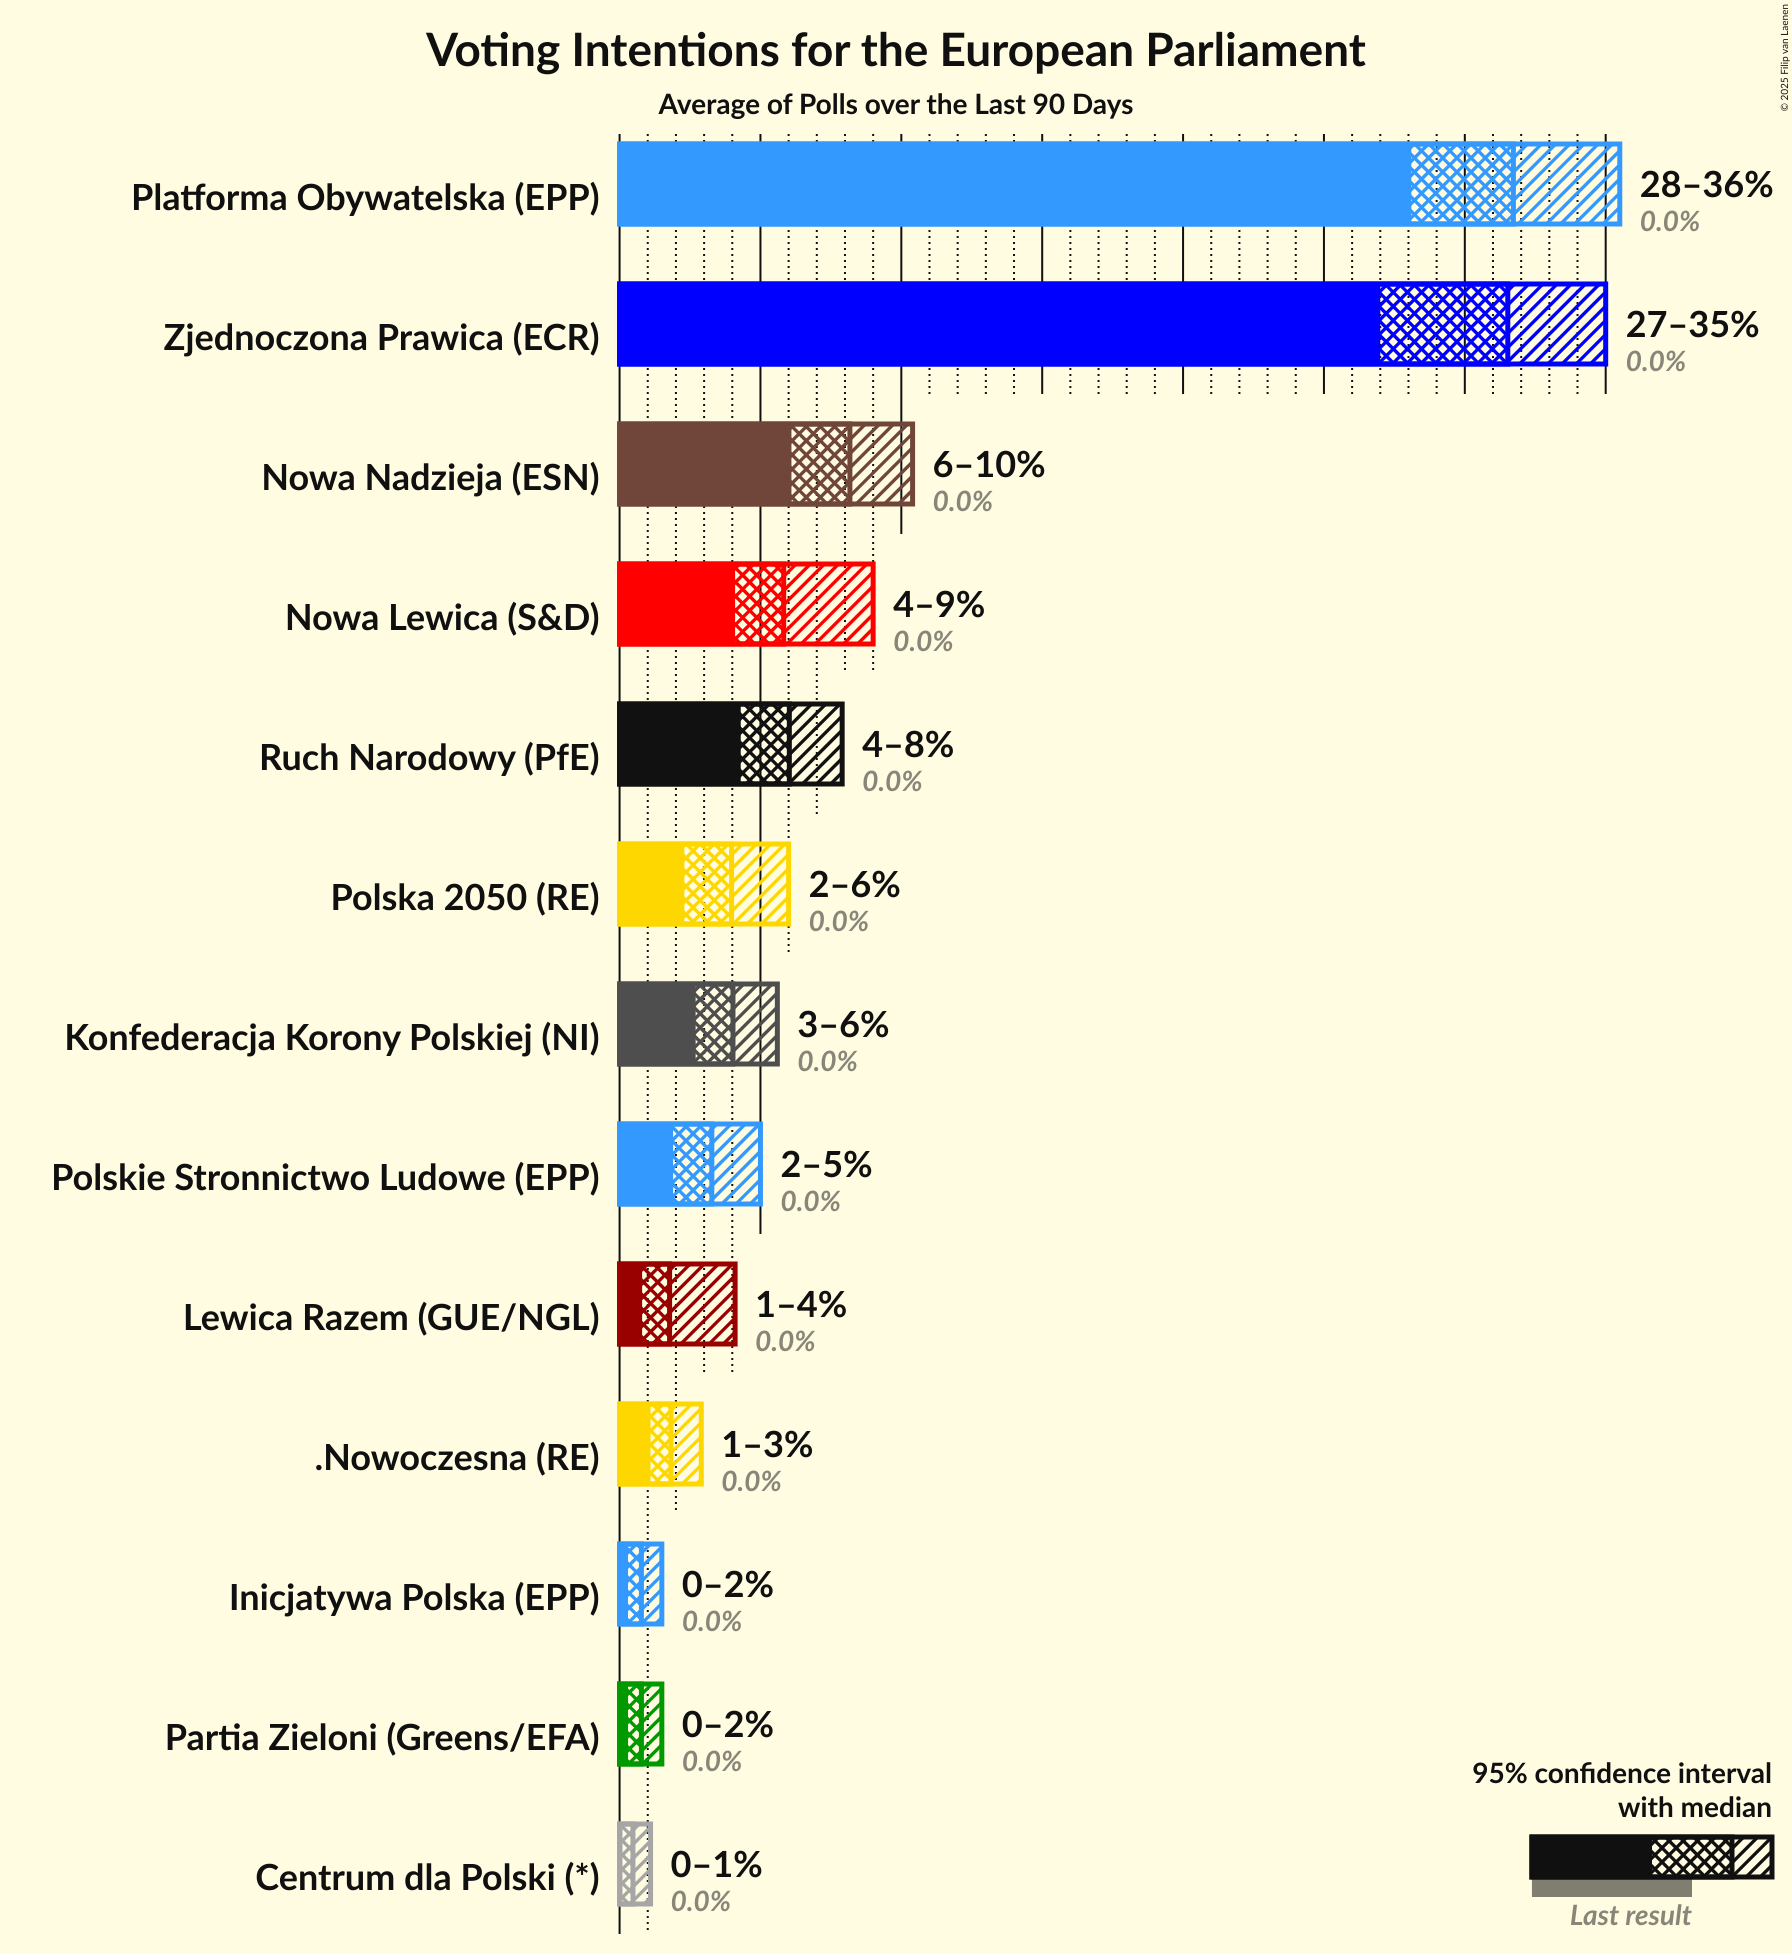 Voting Intentions for the European Parliament
Average of Polls over the Last 90 Days
Platforma Obywatelska (EPP)
28–36%
0.0%
Zjednoczona Prawica (ECR)
27–35%
0.0%
Nowa Nadzieja (ESN)
6–10%
0.0%
Nowa Lewica (S&D)
4–9%
0.0%
Ruch Narodowy (PfE)
4–8%
0.0%
Polska 2050 (RE)
2–6%
0.0%
Konfederacja Korony Polskiej (NI)
3–6%
0.0%
Polskie Stronnictwo Ludowe (EPP)
2–5%
0.0%
Lewica Razem (GUE/NGL)
1–4%
0.0%
.Nowoczesna (RE)
1–3%
0.0%
Inicjatywa Polska (EPP)
0–2%
0.0%
Partia Zieloni (Greens/EFA)
0–2%
0.0%
Centrum dla Polski (*)
0–1%
0.0%
95% confidence interval
with median
Last result
© 2025 Filip van Laenen